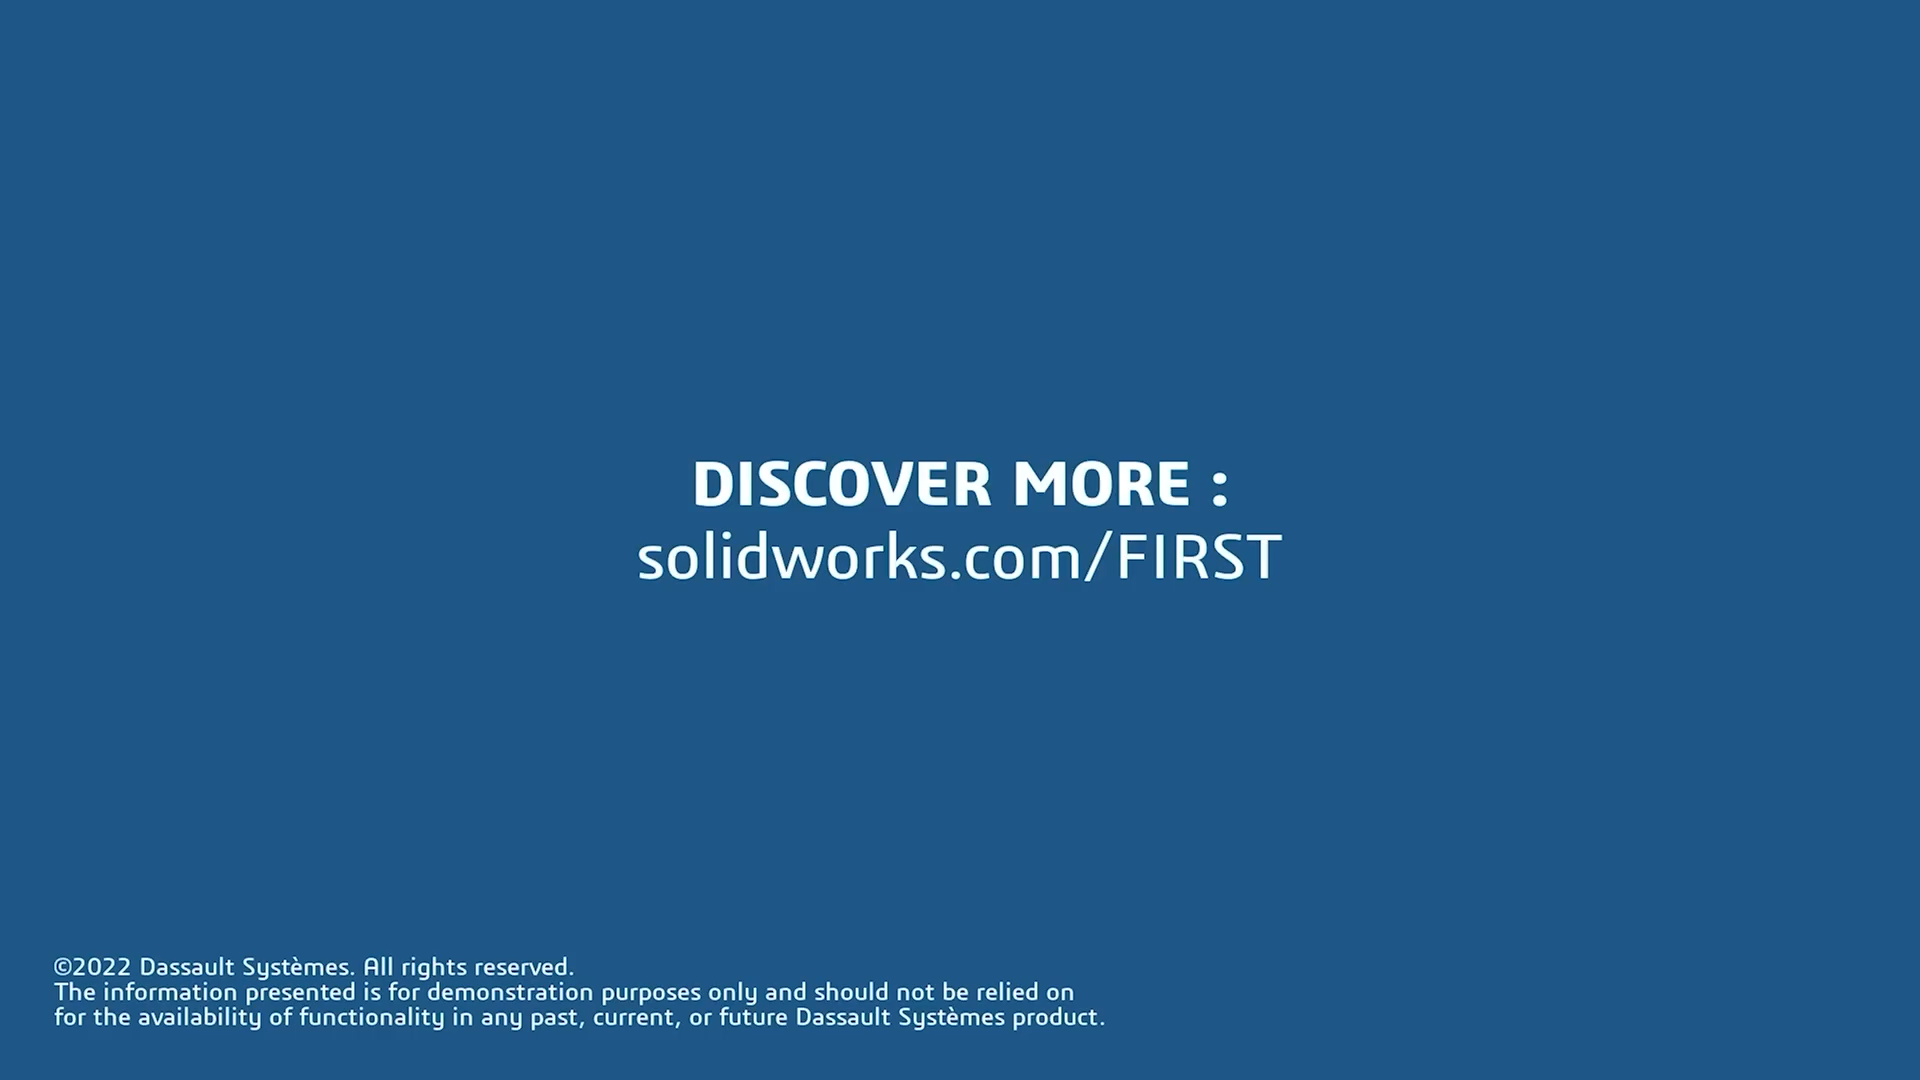 DISCOVER MORE :
solidworks.com/FIRST
©2022 Dassault Systèmes. All rights reserved.
The information presented is for demonstration purposes only and should not be relied on
for the availability of functionality in any past, current, or future Dassault Systèmes product.